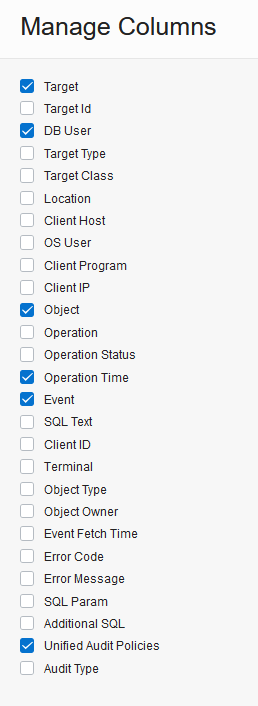 Manage Columns
Target
Target Id
DB User
Target Type
Target Class
Location
Client Host
OS User
Client Program
Client IP
Object
Operation
Operation Status
Operation Time
Event
SQL Text
Client ID
Terminal
Object Type
Object Owner
Event Fetch Time
Error Code
Error Message
SQL Param
Additional SQL
Unified Audit Policies
Audit Type